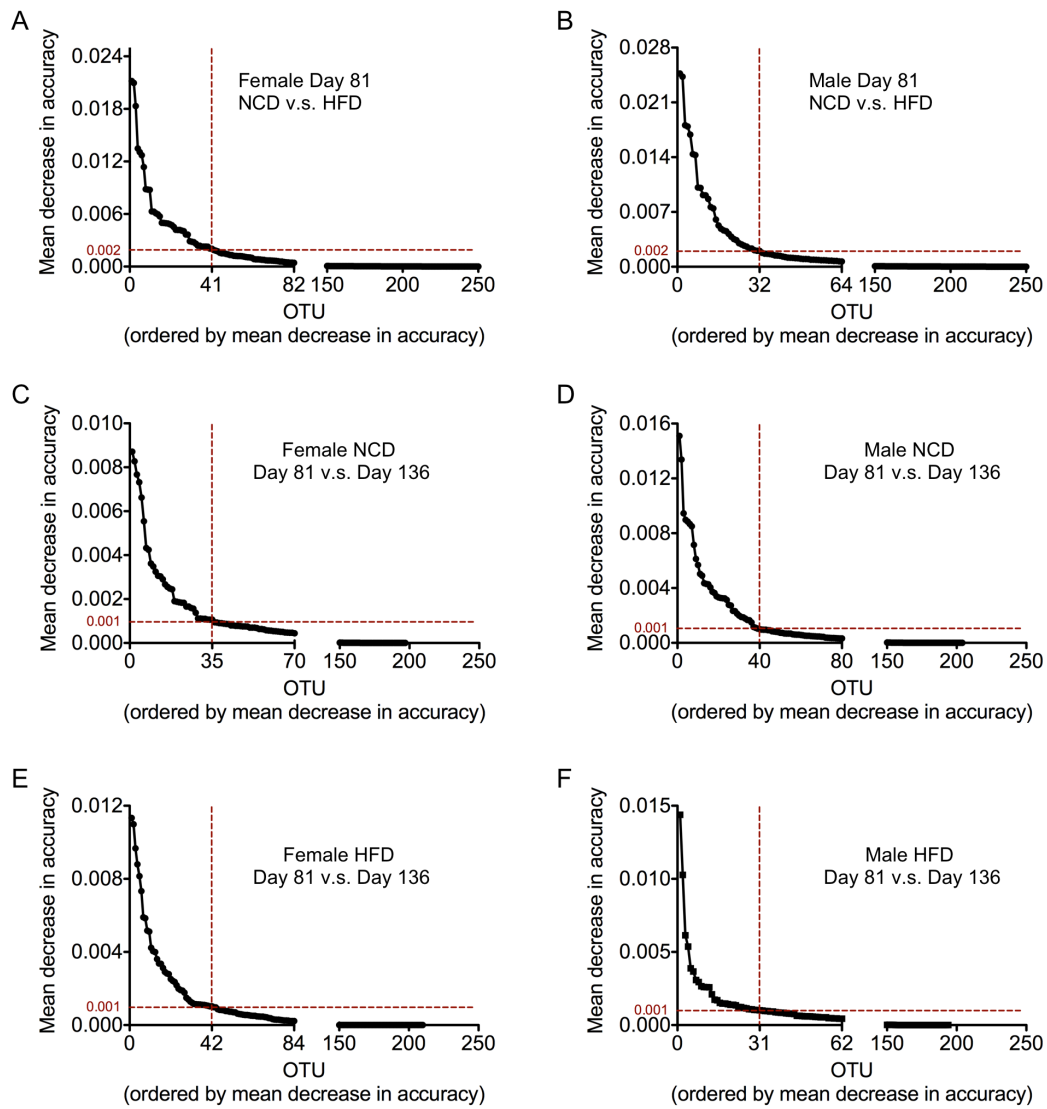 A
Mean decrease in accuracy
0.024
0.018
0.012
0.006
0.002
0.000
Female Day 81
NCD v.s. HFD
0 41 82 150 200 250
OTU
(ordered by mean decrease in accuracy)
B
Mean decrease in accuracy
0.028
0.021
0.014
0.007
0.002
0.000
Male Day 81
NCD v.s. HFD
0 32 64 150 200 250
OTU
(ordered by mean decrease in accuracy)
C
Mean decrease in accuracy
0.010
0.008
0.006
0.004
0.002
0.001
0.000
Female NCD
Day 81 v.s. Day 136
0 35 70 150 200 250
OTU
(ordered by mean decrease in accuracy)
D
Mean decrease in accuracy
0.016
0.012
0.008
0.004
0.001
0.000
Male NCD
Day 81 v.s. Day 136
0 40 80 150 200 250
OTU
(ordered by mean decrease in accuracy)
E
Mean decrease in accuracy
0.012
0.008
0.004
0.001
0.000
Female HFD
Day 81 v.s. Day 136
0 42 84 150 200 250
OTU
(ordered by mean decrease in accuracy)
F
Mean decrease in accuracy
0.015
0.010
0.005
0.001
0.000
Male HFD
Day 81 v.s. Day 136
0 31 62 150 200 250
OTU
(ordered by mean decrease in accuracy)